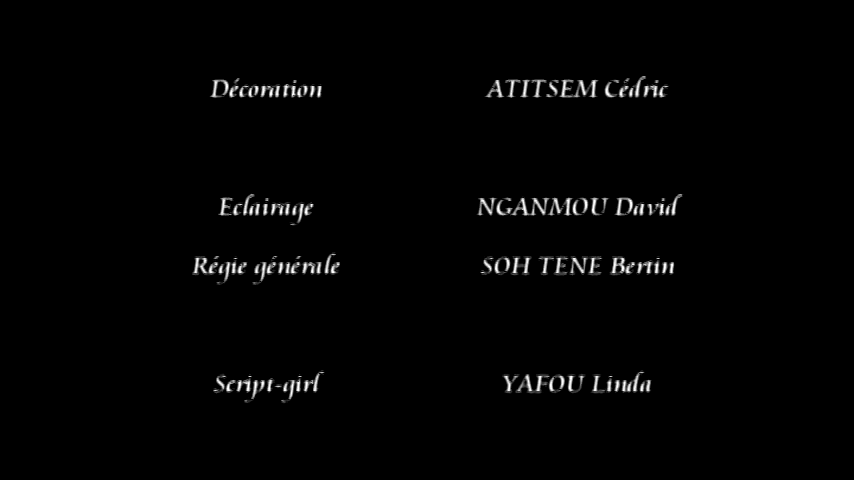 Décoration ATITSEM Cédric
Eclairage NGANMOU David
Régie générale SOH TENE Bertin
Script-girl YAFOU Linda